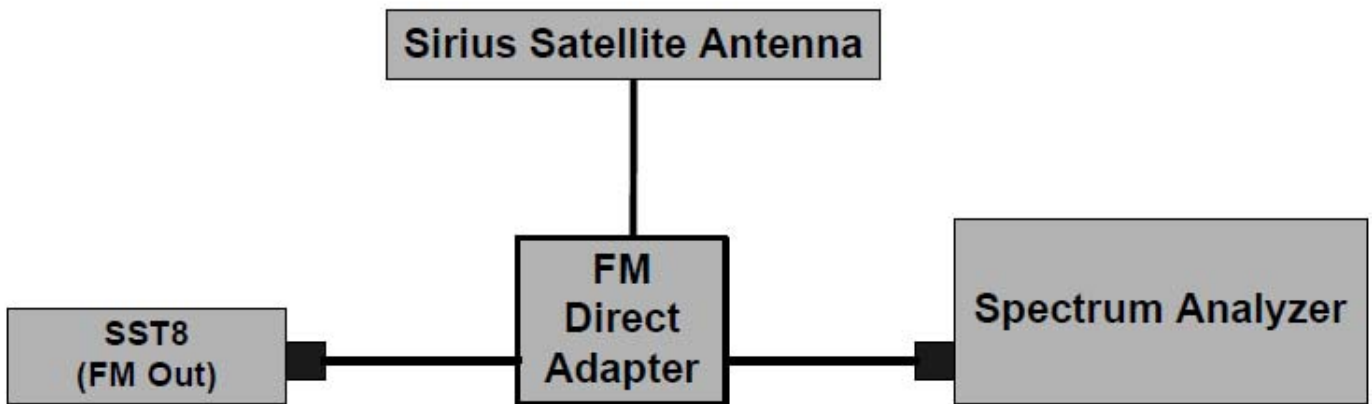 Sirius Satellite Antenna
FM
Direct
Adapter
SST8
(FM Out)
Spectrum Analyzer